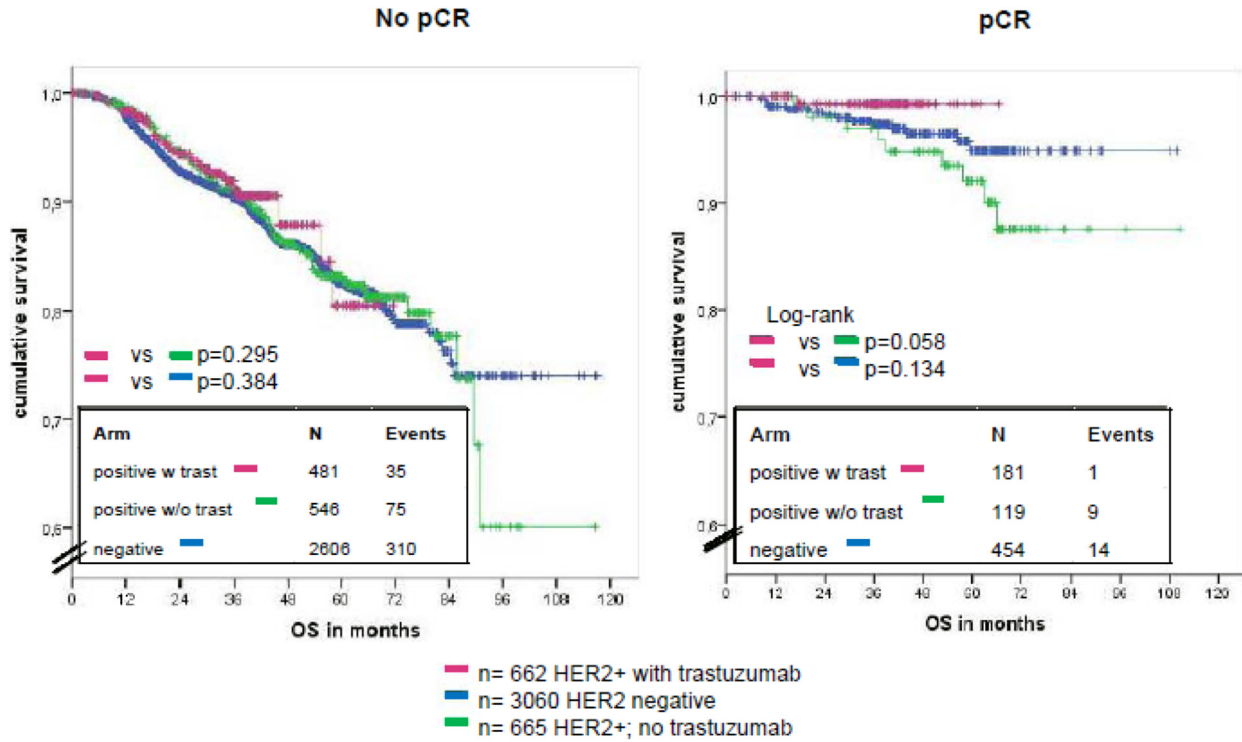 No pCR
cumulative survival
1,0
0,9
0,8
0,7
0,6
vs p=0.295
vs p=0.384
Arm N Events
positive w trast 481 35
positive w/o trast 546 75
negative 2606 310
0 12 24 36 48 60 72 84 96 108 120
OS in months
pCR
cumulative survival
1,0
0,9
0,8
0,7
0,6
Log-rank
vs p=0.058
vs p=0.134
Arm N Events
positive w trast 181 1
positive w/o trast 119 9
negative 454 14
0 12 24 36 48 60 72 84 96 108 120
OS in months
n= 662 HER2+ with trastuzumab
n= 3060 HER2 negative
n= 665 HER2+; no trastuzumab